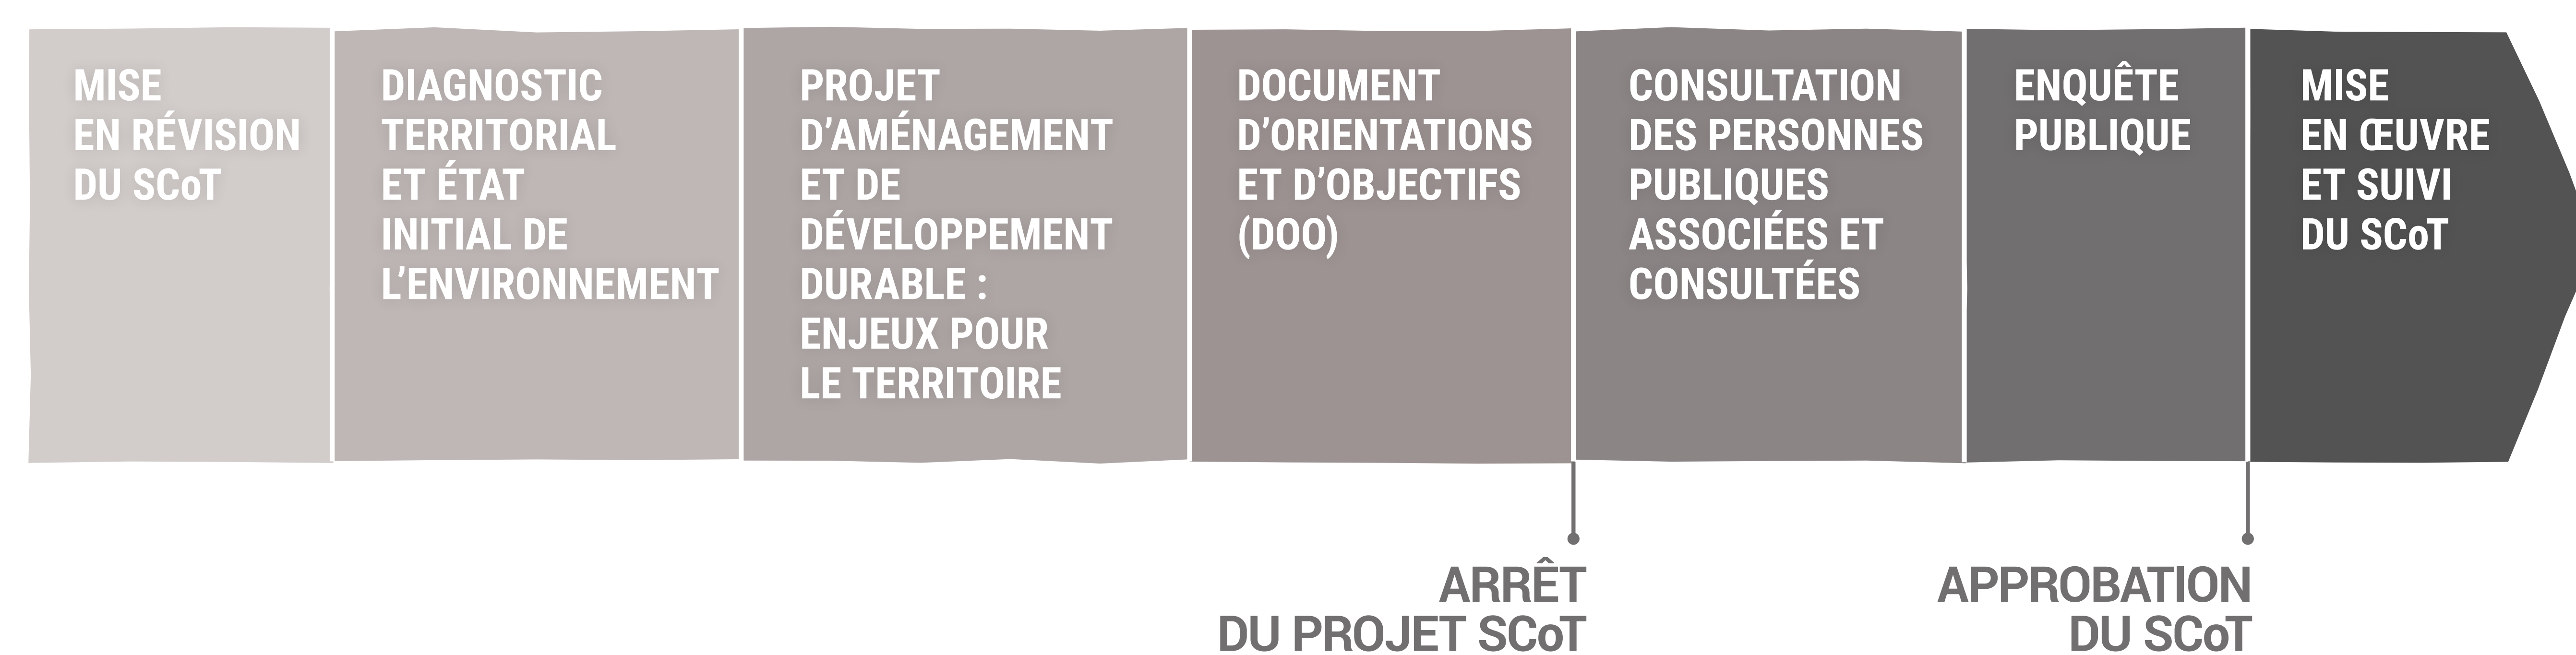 MISE
EN RÉVISION
DU SCoT
DIAGNOSTIC
TERRITORIAL
ET ÉTAT
INITIAL DE
L’ENVIRONNEMENT
PROJET
D’AMÉNAGEMENT
ET DE
DÉVELOPPEMENT
DURABLE :
ENJEUX POUR
LE TERRITOIRE
DOCUMENT
D’ORIENTATIONS
ET D’OBJECTIFS
(DOO)
CONSULTATION
DES PERSONNES
PUBLIQUES
ASSOCIÉES ET
CONSULTÉES
ENQUÊTE
PUBLIQUE
MISE
EN ŒUVRE
ET SUIVI
DU SCoT
ARRÊT
DU PROJET SCoT
APPROBATION
DU SCoT